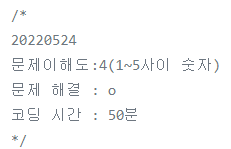 /*
20220524
문제이해도:4(1~5사이 숫자)
문제 해결 : o
코딩 시간 : 50분
*/